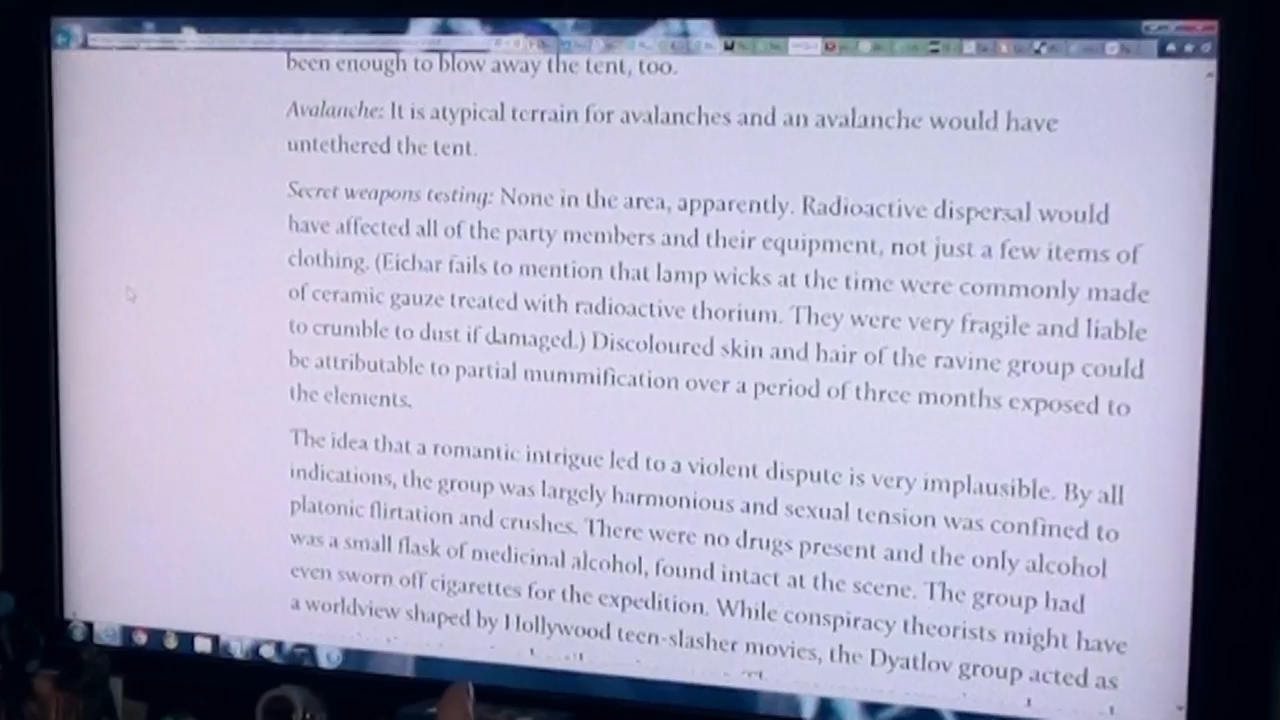 been enough to blow away the tent, too.
Avalanche: It is atypical terrain for avalanches and an avalanche would have
untethered the tent.
Secret weapons testing: None in the area, apparently. Radioactive dispersal would
have affected all of the party members and their equipment, not just a few items of
clothing. (Eichar fails to mention that lamp wicks at the time were commonly made
of ceramic gauze treated with radioactive thorium. They were very fragile and liable
to crumble to dust if damaged.) Discoloured skin and hair of the ravine group could
be attributable to partial mummification over a period of three months exposed to
the elements.
The idea that a romantic intrigue led to a violent dispute is very implausible. By all
indications, the group was largely harmonious and sexual tension was confined to
platonic flirtation and crushes. There were no drugs present and the only alcohol
was a small flask of medicinal alcohol, found intact at the scene. The group had
even sworn off cigarettes for the expedition. While conspiracy theorists might have
a worldview shaped by Hollywood teen-slasher movies, the Dyatlov group acted as